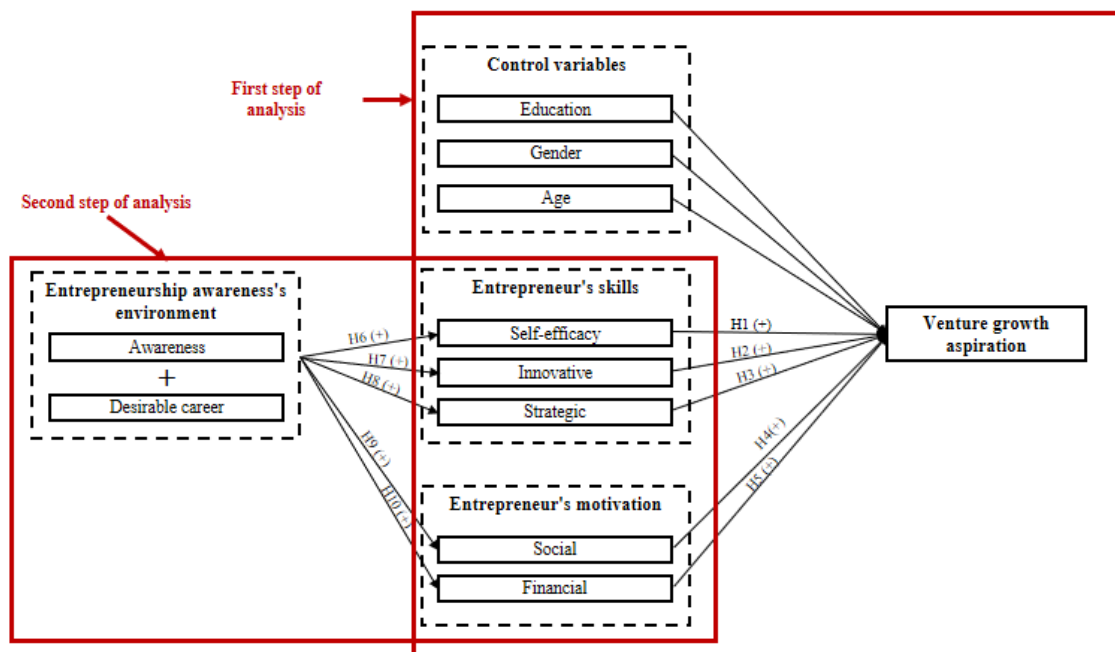 Control variables
First step of
analysis
Education
Gender
Age
Second step of analysis
Entrepreneurship awareness's
environment
Awareness
+
Desirable career
H6 (+)
H7 (+)
H8 (+)
H9 (+)
H10 (+)
Entrepreneur's skills
Self-efficacy
Innovative
Strategic
H1 (+)
H2 (+)
H3 (+)
Venture growth
aspiration
Entrepreneur's motivation
Social
Financial
H4(+)
H5 (+)